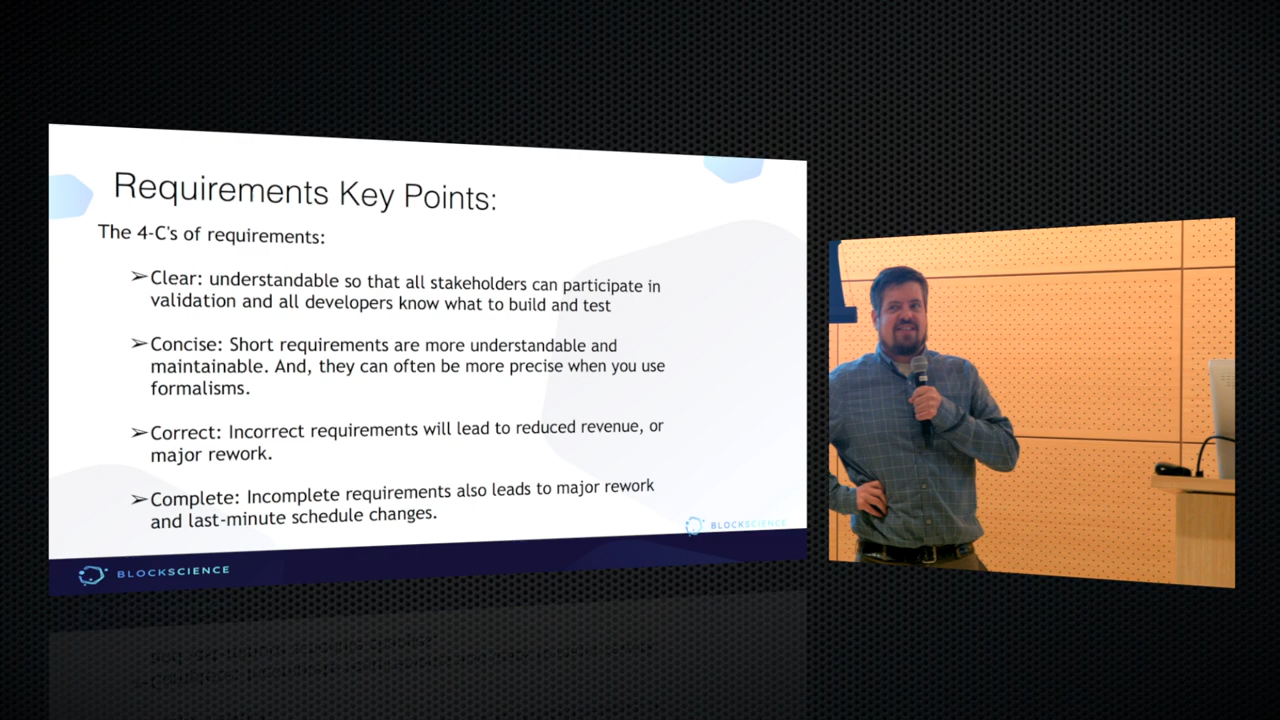 Requirements Key Points:
The 4-C's of requirements:
➢Clear: understandable so that all stakeholders can participate in
validation and all developers know what to build and test
➢Concise: Short requirements are more understandable and
maintainable. And, they can often be more precise when you use
formalisms.
➢Correct: Incorrect requirements will lead to reduced revenue, or
major rework.
➢Complete: Incomplete requirements also leads to major rework
and last-minute schedule changes.
BLOCKSCIENCE
BLOCKSCIENCE